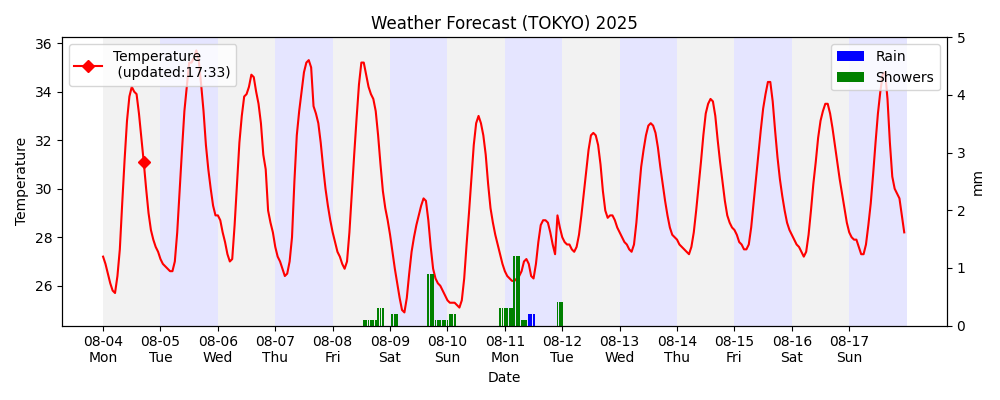 Weather Forecast (TOKYO) 2025
Temperature
(updated:17:33)
Rain
Showers
Temperature
36
34
32
30
28
26
5
4
3
2
1
0
mm
08-04 08-05 08-06 08-07 08-08 08-09 08-10 08-11 08-12 08-13 08-14 08-15 08-16 08-17
Mon Tue Wed Thu Fri Sat Sun Mon Tue Wed Thu Fri Sat Sun
Date